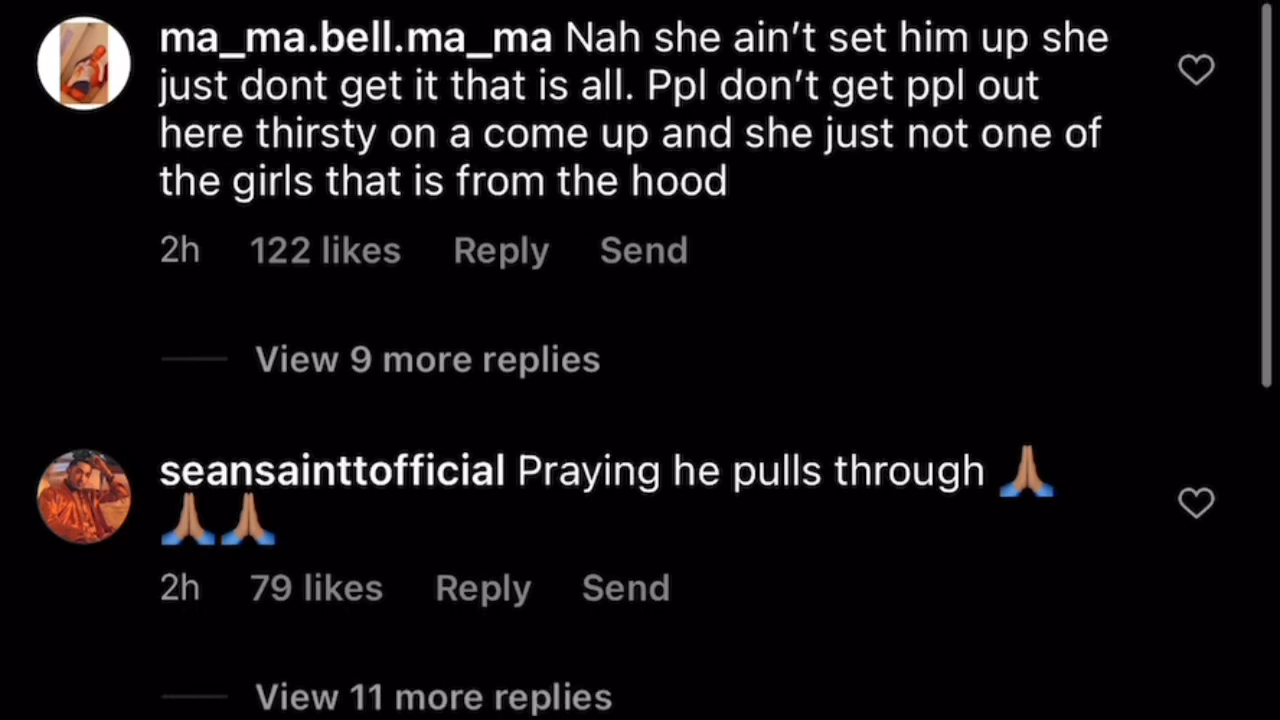 ma_ma.bell.ma_ma Nah she ain't set him up she
just dont get it that is all. Ppl don't get ppl out
here thirsty on a come up and she just not one of
the girls that is from the hood
2h 122 likes Reply Send
View 9 more replies
seansainttofficial Praying he pulls through 🙏🏽
🙏🏽🙏🏽
2h 79 likes Reply Send
View 11 more replies